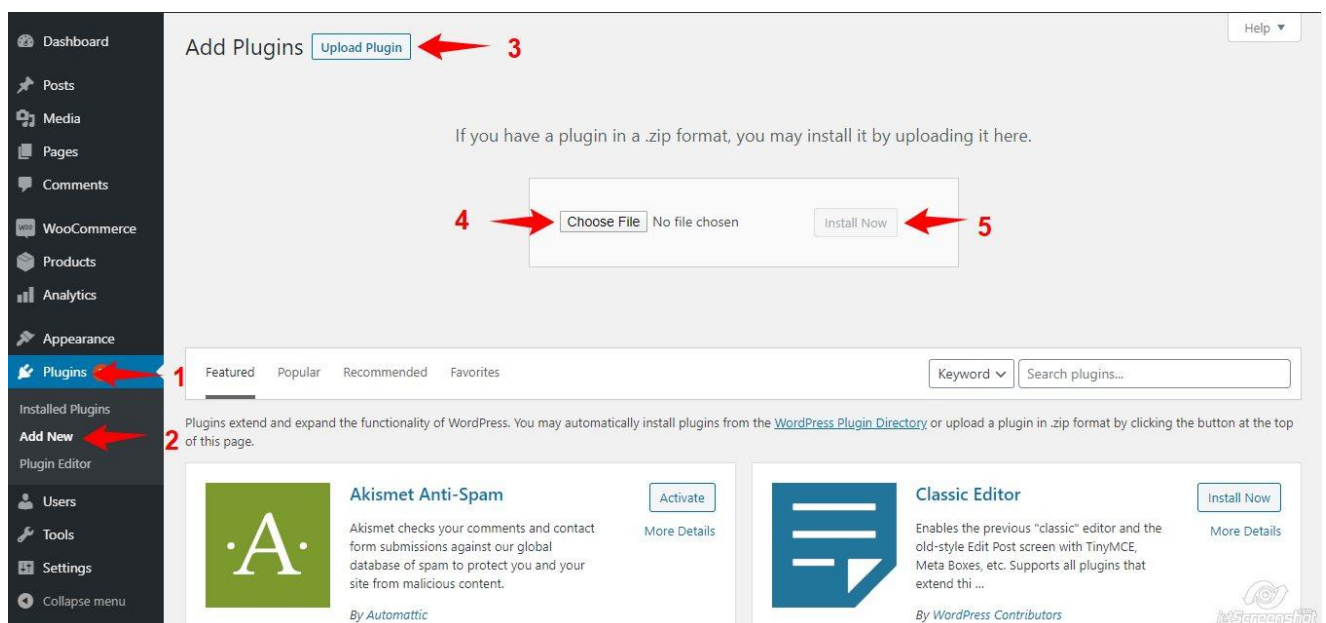 Dashboard
Posts
Media
Pages
Comments
WooCommerce
Products
Analytics
Appearance
Plugins
1
Installed Plugins
Add New
2
Plugin Editor
Users
Tools
Settings
Collapse menu
Help
Add Plugins
Upload Plugin
3
If you have a plugin in a .zip format, you may install it by uploading it here.
4
Choose File No file chosen
Install Now
5
Featured Popular Recommended Favorites
Keyword
Search plugins...
Plugins extend and expand the functionality of WordPress. You may automatically install plugins from the WordPress Plugin Directory or upload a plugin in .zip format by clicking the button at the top
of this page.
A
Akismet Anti-Spam
Activate
More Details
Akismet checks your comments and contact
form submissions against our global
database of spam to protect you and your
site from malicious content.
By Automattic
Classic Editor
Install Now
More Details
Enables the previous "classic" editor and the
old-style Edit Post screen with TinyMCE,
Meta Boxes, etc. Supports all plugins that
extend thi ...
By WordPress Contributors